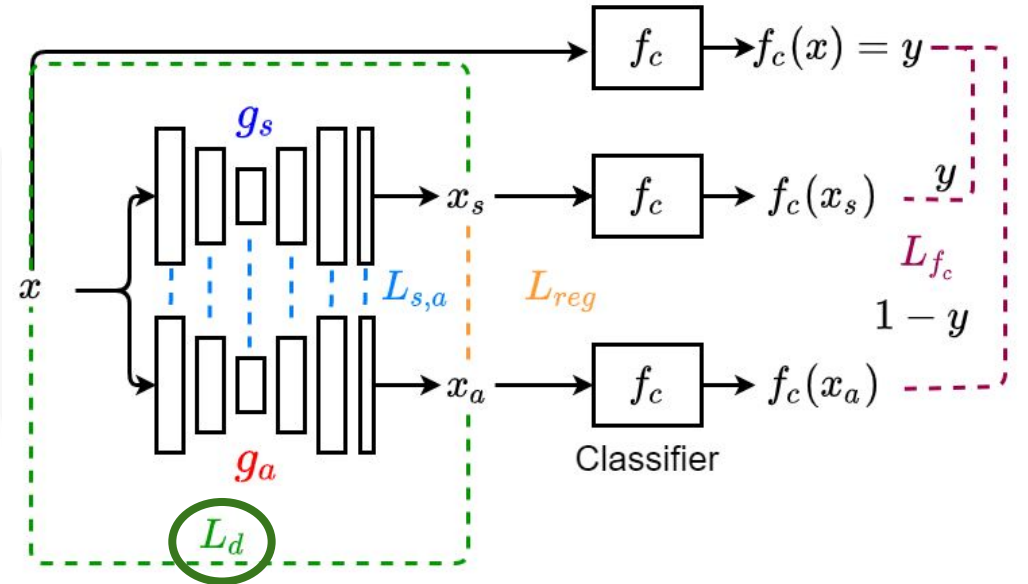 f_c
f_c(x) = y
g_s
x_s
f_c
f_c(x_s)
y
x
L_{s,a}
L_{reg}
L_{f_c}
1 - y
x_a
f_c
f_c(x_a)
g_a
Classifier
L_d